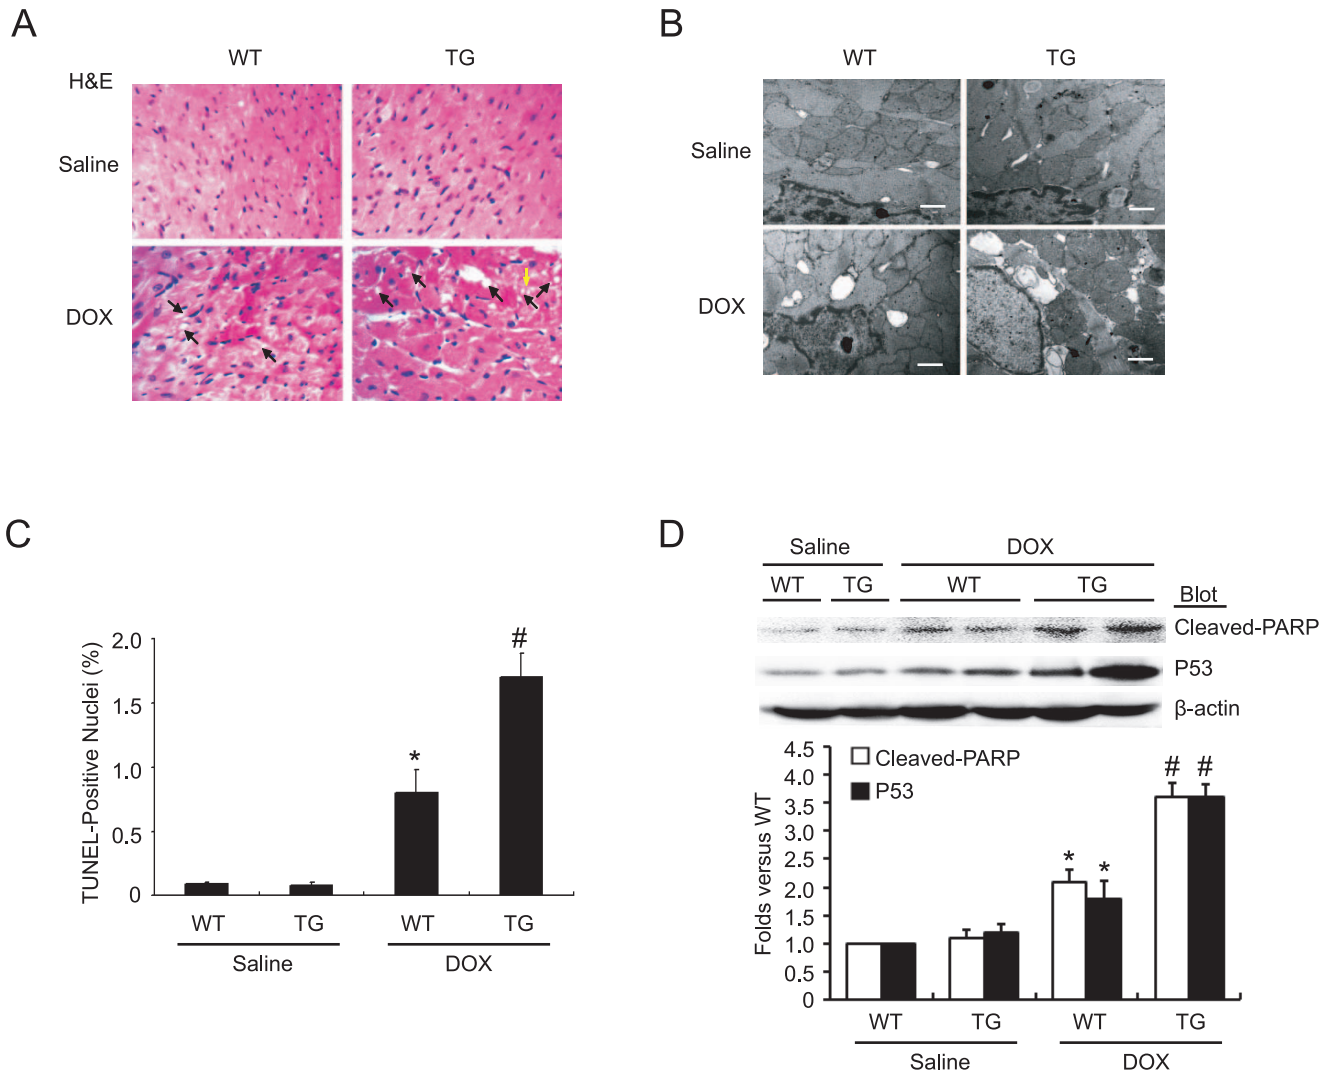 A
WT TG
H&E
Saline
DOX
B
WT TG
Saline
DOX
C
TUNEL-Positive Nuclei (%)
2.0
1.5
1.0
0.5
0
*
#
WT TG WT TG
Saline DOX
D
Saline DOX
WT TG WT TG
Blot
Cleaved-PARP
P53
β-actin
Folds versus WT
4.5
4.0
3.5
3.0
2.5
2.0
1.5
1.0
0.5
0
Cleaved-PARP
P53
* *
# #
WT TG WT TG
Saline DOX